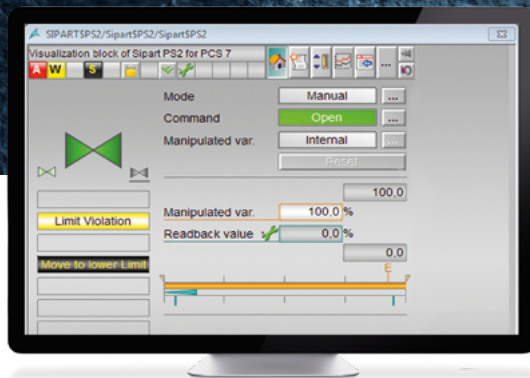 SIPART$PS2/Sipart$PS2/Sipart$PS2
Visualization block of Sipart PS2 for PCS 7
A W S
...
Mode Manual ...
Command Open ...
Manipulated var. Internal ...
Reset
100,0
Limit Violation
Manipulated var. 100,0 %
Readback value 0,0 %
Move to lower Limit
0,0
E